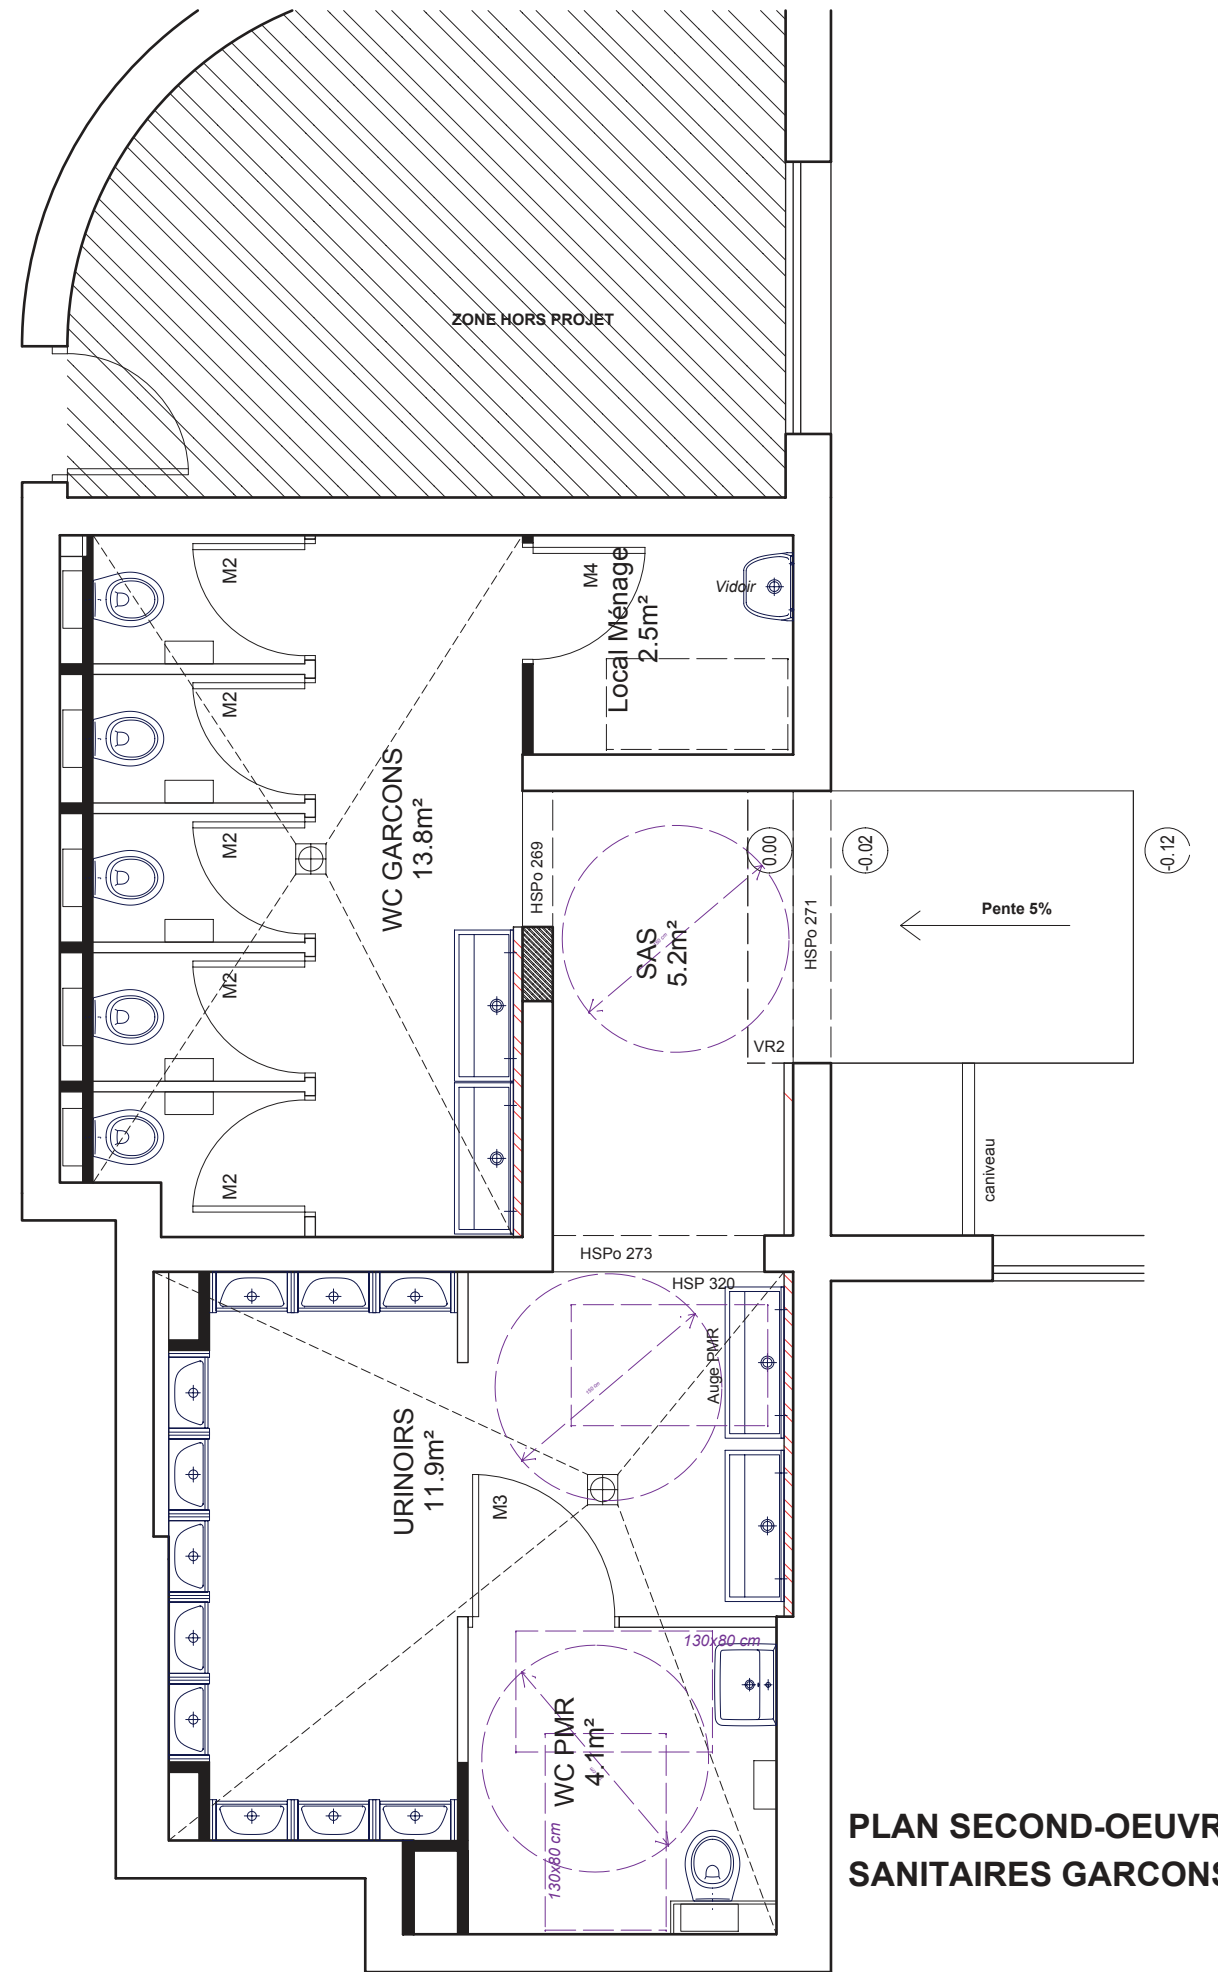 ZONE HORS PROJET
M2
M4
Local Ménage
2.5m²
Vidoir
M2
WC GARCONS
13.8m²
M2
HSPo 269
0.00
-0.02
-0.12
SAS
5.2m²
HSPo 271
Pente 5%
M2
VR2
M2
caniveau
HSPo 273
HSP 320
Auge PMR
150 cm
URINOIRS
11.9m²
M3
130x80 cm
WC PMR
4.1m²
130x80 cm
PLAN SECOND-OEUVR
SANITAIRES GARCONS